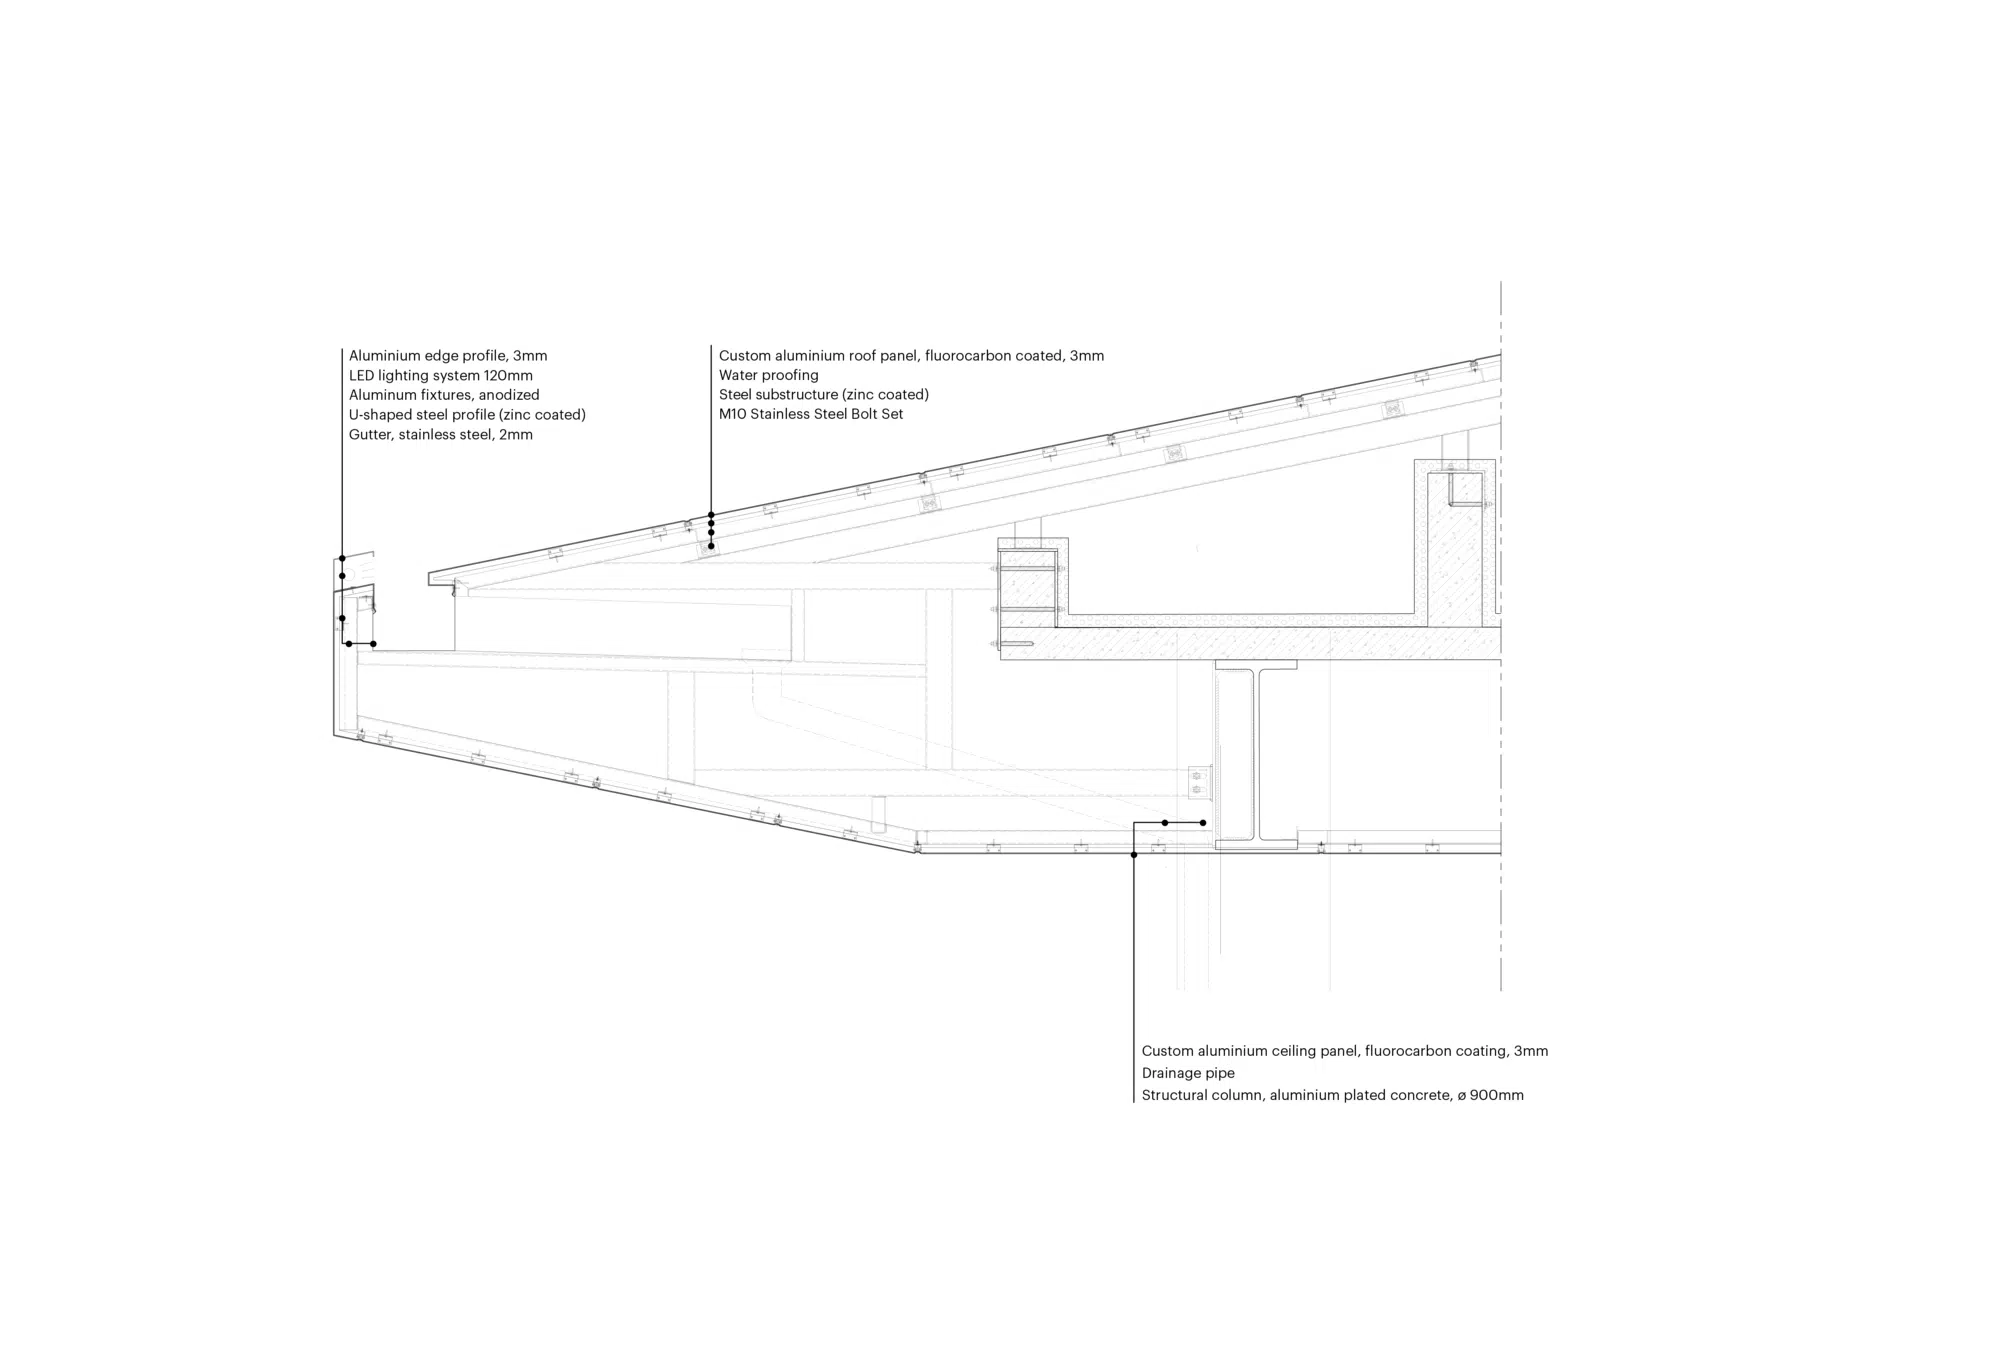 Aluminium edge profile, 3mm
LED lighting system 120mm
Aluminum fixtures, anodized
U-shaped steel profile (zinc coated)
Gutter, stainless steel, 2mm
Custom aluminium roof panel, fluorocarbon coated, 3mm
Water proofing
Steel substructure (zinc coated)
M10 Stainless Steel Bolt Set
Custom aluminium ceiling panel, fluorocarbon coating, 3mm
Drainage pipe
Structural column, aluminium plated concrete, ø 900mm